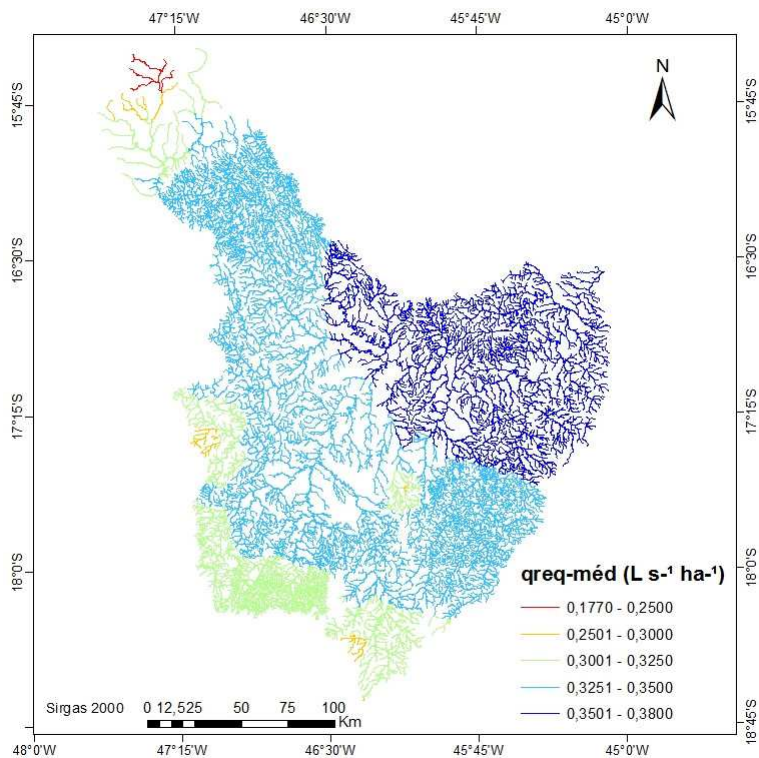 47°15'W 46°30'W 45°45'W 45°0'W
N
15°45'S 15°45'S
16°30'S 16°30'S
17°15'S 17°15'S
18°0'S 18°0'S
qreq-méd (L s-¹ ha-¹)
0,1770 - 0,2500
0,2501 - 0,3000
0,3001 - 0,3250
0,3251 - 0,3500
0,3501 - 0,3800
Sirgas 2000 0 12,525 50 75 100
Km
18°45'S
48°0'W 47°15'W 46°30'W 45°45'W 45°0'W